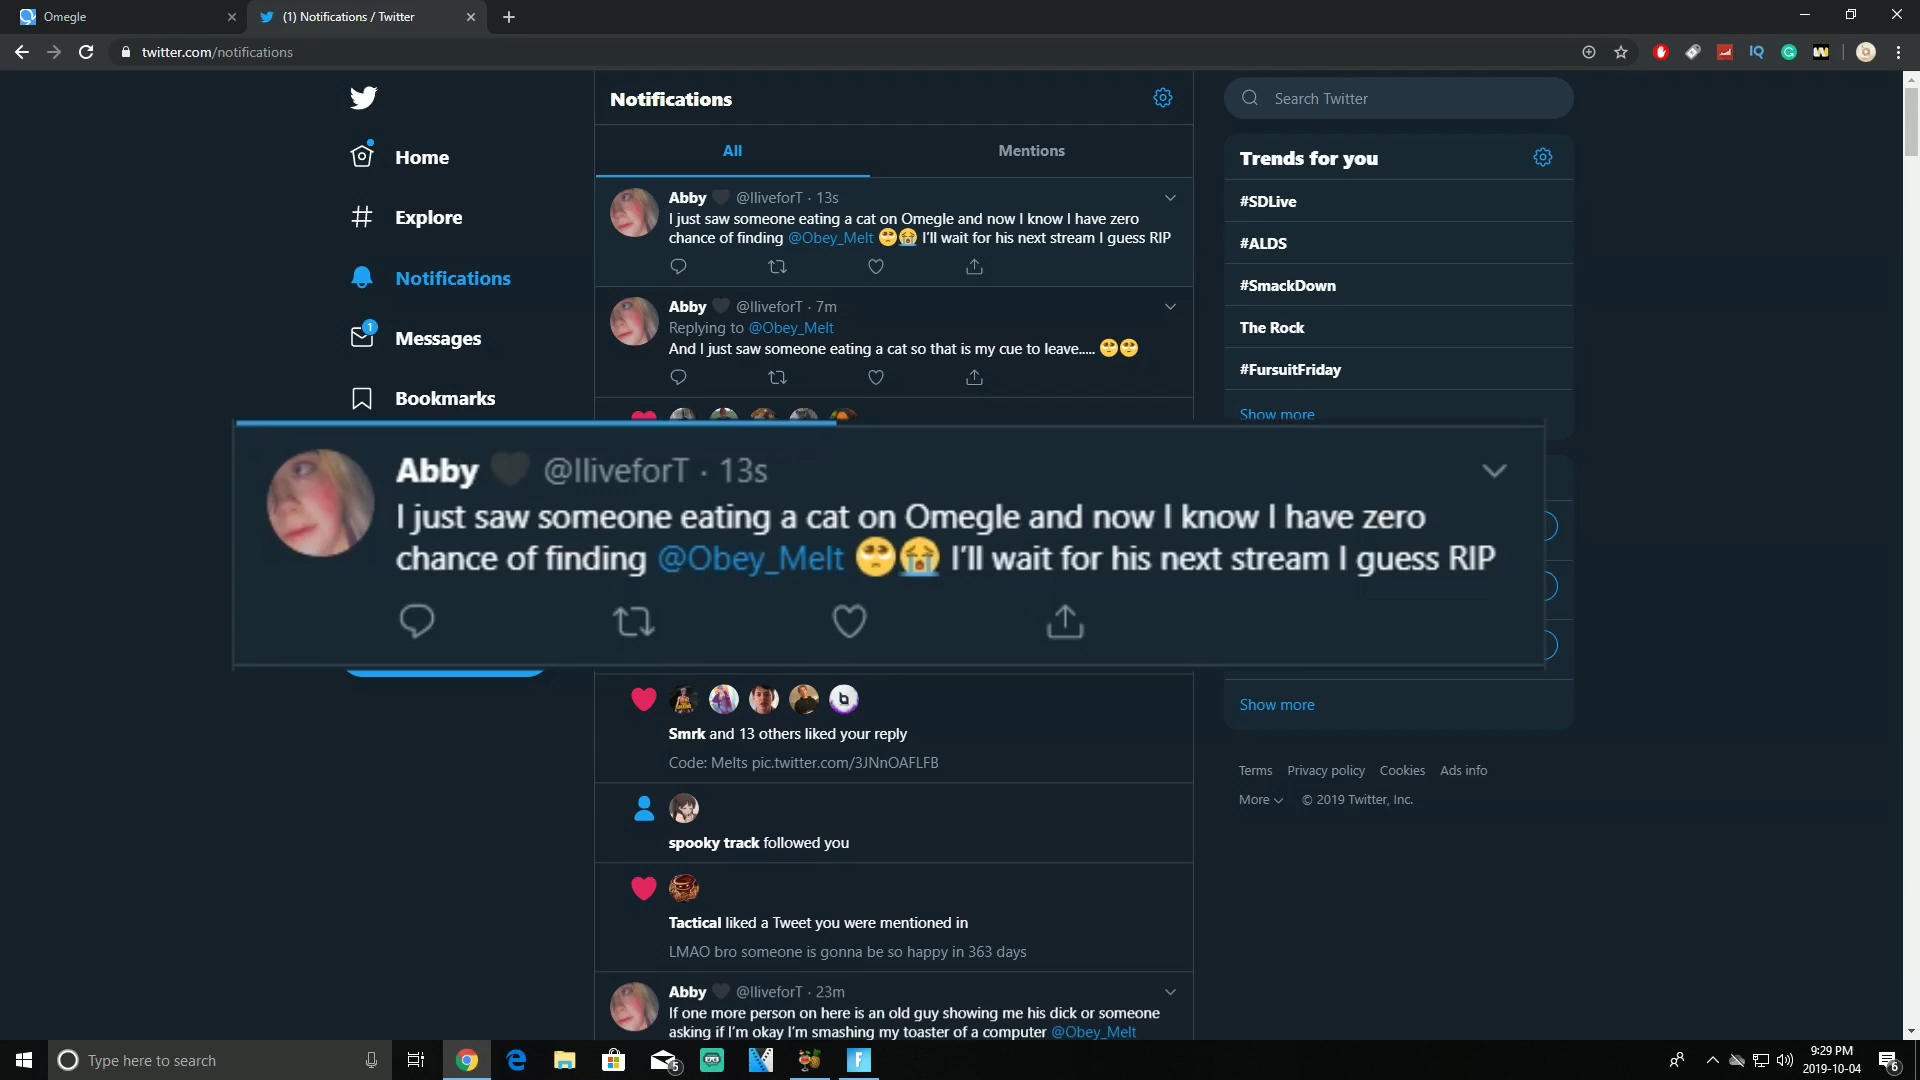 Omegle
(1) Notifications / Twitter
twitter.com/notifications
Notifications
Search Twitter
Home
Explore
Notifications
1
Messages
Bookmarks
All
Mentions
Abby 🖤 @IliveforT · 13s
I just saw someone eating a cat on Omegle and now I know I have zero
chance of finding @Obey_Melt 🥺😭 I'll wait for his next stream I guess RIP
Abby 🖤 @IliveforT · 7m
Replying to @Obey_Melt
And I just saw someone eating a cat so that is my cue to leave..... 🥺🥺
Trends for you
#SDLive
#ALDS
#SmackDown
The Rock
#FursuitFriday
Show more
Abby 🖤 @IliveforT · 13s
I just saw someone eating a cat on Omegle and now I know I have zero
chance of finding @Obey_Melt 🥺😭 I'll wait for his next stream I guess RIP
Smrk and 13 others liked your reply
Code: Melts pic.twitter.com/3JNnOAFLFB
spooky track followed you
Tactical liked a Tweet you were mentioned in
LMAO bro someone is gonna be so happy in 363 days
Abby 🖤 @IliveforT · 23m
If one more person on here is an old guy showing me his dick or someone
asking if I'm okay I'm smashing my toaster of a computer @Obey_Melt
Show more
Terms Privacy policy Cookies Ads info
More © 2019 Twitter, Inc.
Type here to search
5
9:29 PM
2019-10-04
6